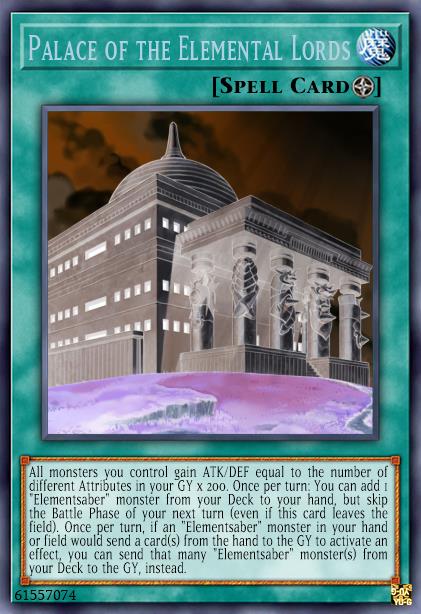 PALACE OF THE ELEMENTAL LORDS 魔
[SPELL CARD]
All monsters you control gain ATK/DEF equal to the number of
different Attributes in your GY x 200. Once per turn: You can add 1
"Elementsaber" monster from your Deck to your hand, but skip
the Battle Phase of your next turn (even if this card leaves the
field). Once per turn, if an "Elementsaber" monster in your hand
or field would send a card(s) from the hand to the GY to activate an
effect, you can send that many "Elementsaber" monster(s) from
your Deck to the GY, instead.
61557074